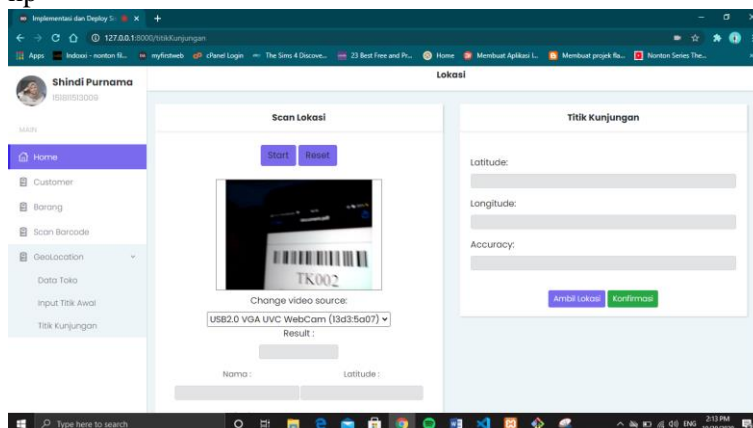 Implementasi dan Deploy S
127.0.0.1:8000/titikKunjungan
Apps
Indoxxi - nonton fil...
myfirstweb
cPanel Login
The Sims 4 Discove...
23 Best Free and Pr...
Home
Membuat Aplikasi L...
Membuat projek fla...
Nonton Series The...
Shindi Purnama
151811513009
MAIN
Home
Customer
Barang
Scan Barcode
GeoLocation
Data Toko
Input Titik Awal
Titik Kunjungan
Lokasi
Scan Lokasi
Start Reset
TK002
Change video source:
USB2.0 VGA UVC WebCam (13d3:5a07)
Result :
Nama : Latitude :
Titik Kunjungan
Latitude:
Longitude:
Accuracy:
Ambil Lokasi Konfirmasi
Type here to search
ENG
2:13 PM